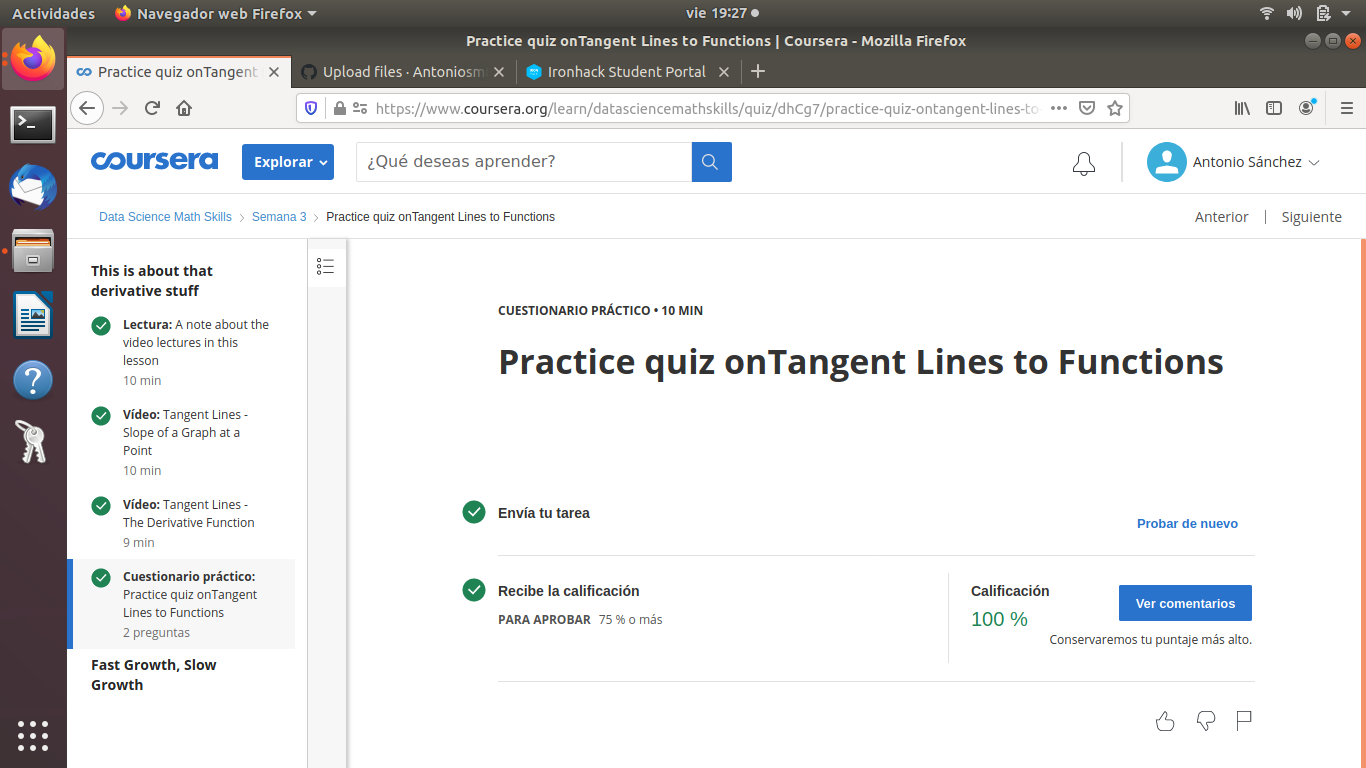 Actividades
Navegador web Firefox
vie 19:27
Practice quiz onTangent Lines to Functions | Coursera - Mozilla Firefox
Practice quiz onTangent
Upload files · Antoniosm
Ironhack Student Portal
https://www.coursera.org/learn/datasciencemathskills/quiz/dhCg7/practice-quiz-ontangent-lines-to-
coursera
Explorar
¿Qué deseas aprender?
Antonio Sánchez
Data Science Math Skills
Semana 3
Practice quiz onTangent Lines to Functions
Anterior
Siguiente
This is about that
derivative stuff
Lectura: A note about the
video lectures in this
lesson
10 min
Vídeo: Tangent Lines -
Slope of a Graph at a
Point
10 min
Vídeo: Tangent Lines -
The Derivative Function
9 min
Cuestionario práctico:
Practice quiz onTangent
Lines to Functions
2 preguntas
Fast Growth, Slow
Growth
CUESTIONARIO PRÁCTICO • 10 MIN
Practice quiz onTangent Lines to Functions
Envía tu tarea
Probar de nuevo
Recibe la calificación
PARA APROBAR 75 % o más
Calificación
100 %
Ver comentarios
Conservaremos tu puntaje más alto.